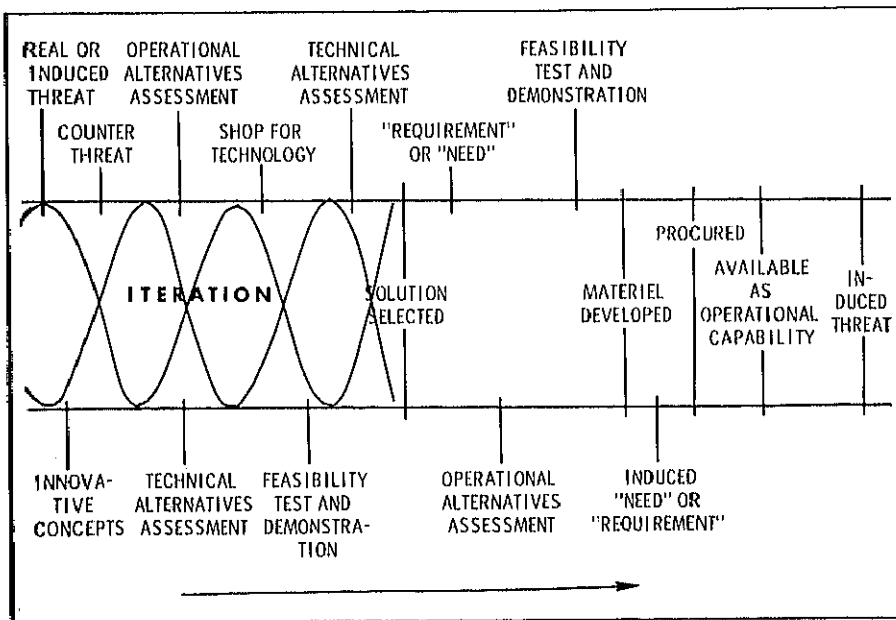 REAL OR
INDUCED
THREAT
OPERATIONAL
ALTERNATIVES
ASSESSMENT
TECHNICAL
ALTERNATIVES
ASSESSMENT
FEASIBILITY
TEST AND
DEMONSTRATION
COUNTER
THREAT
SHOP FOR
TECHNOLOGY
"REQUIREMENT"
OR "NEED"
ITERATION
SOLUTION
SELECTED
MATERIEL
DEVELOPED
PROCURED
AVAILABLE
AS
OPERATIONAL
CAPABILITY
IN-
DUCED
THREAT
INNOVA-
TIVE
CONCEPTS
TECHNICAL
ALTERNATIVES
ASSESSMENT
FEASIBILITY
TEST AND
DEMONSTRA-
TION
OPERATIONAL
ALTERNATIVES
ASSESSMENT
INDUCED
"NEED" OR
"REQUIREMENT"